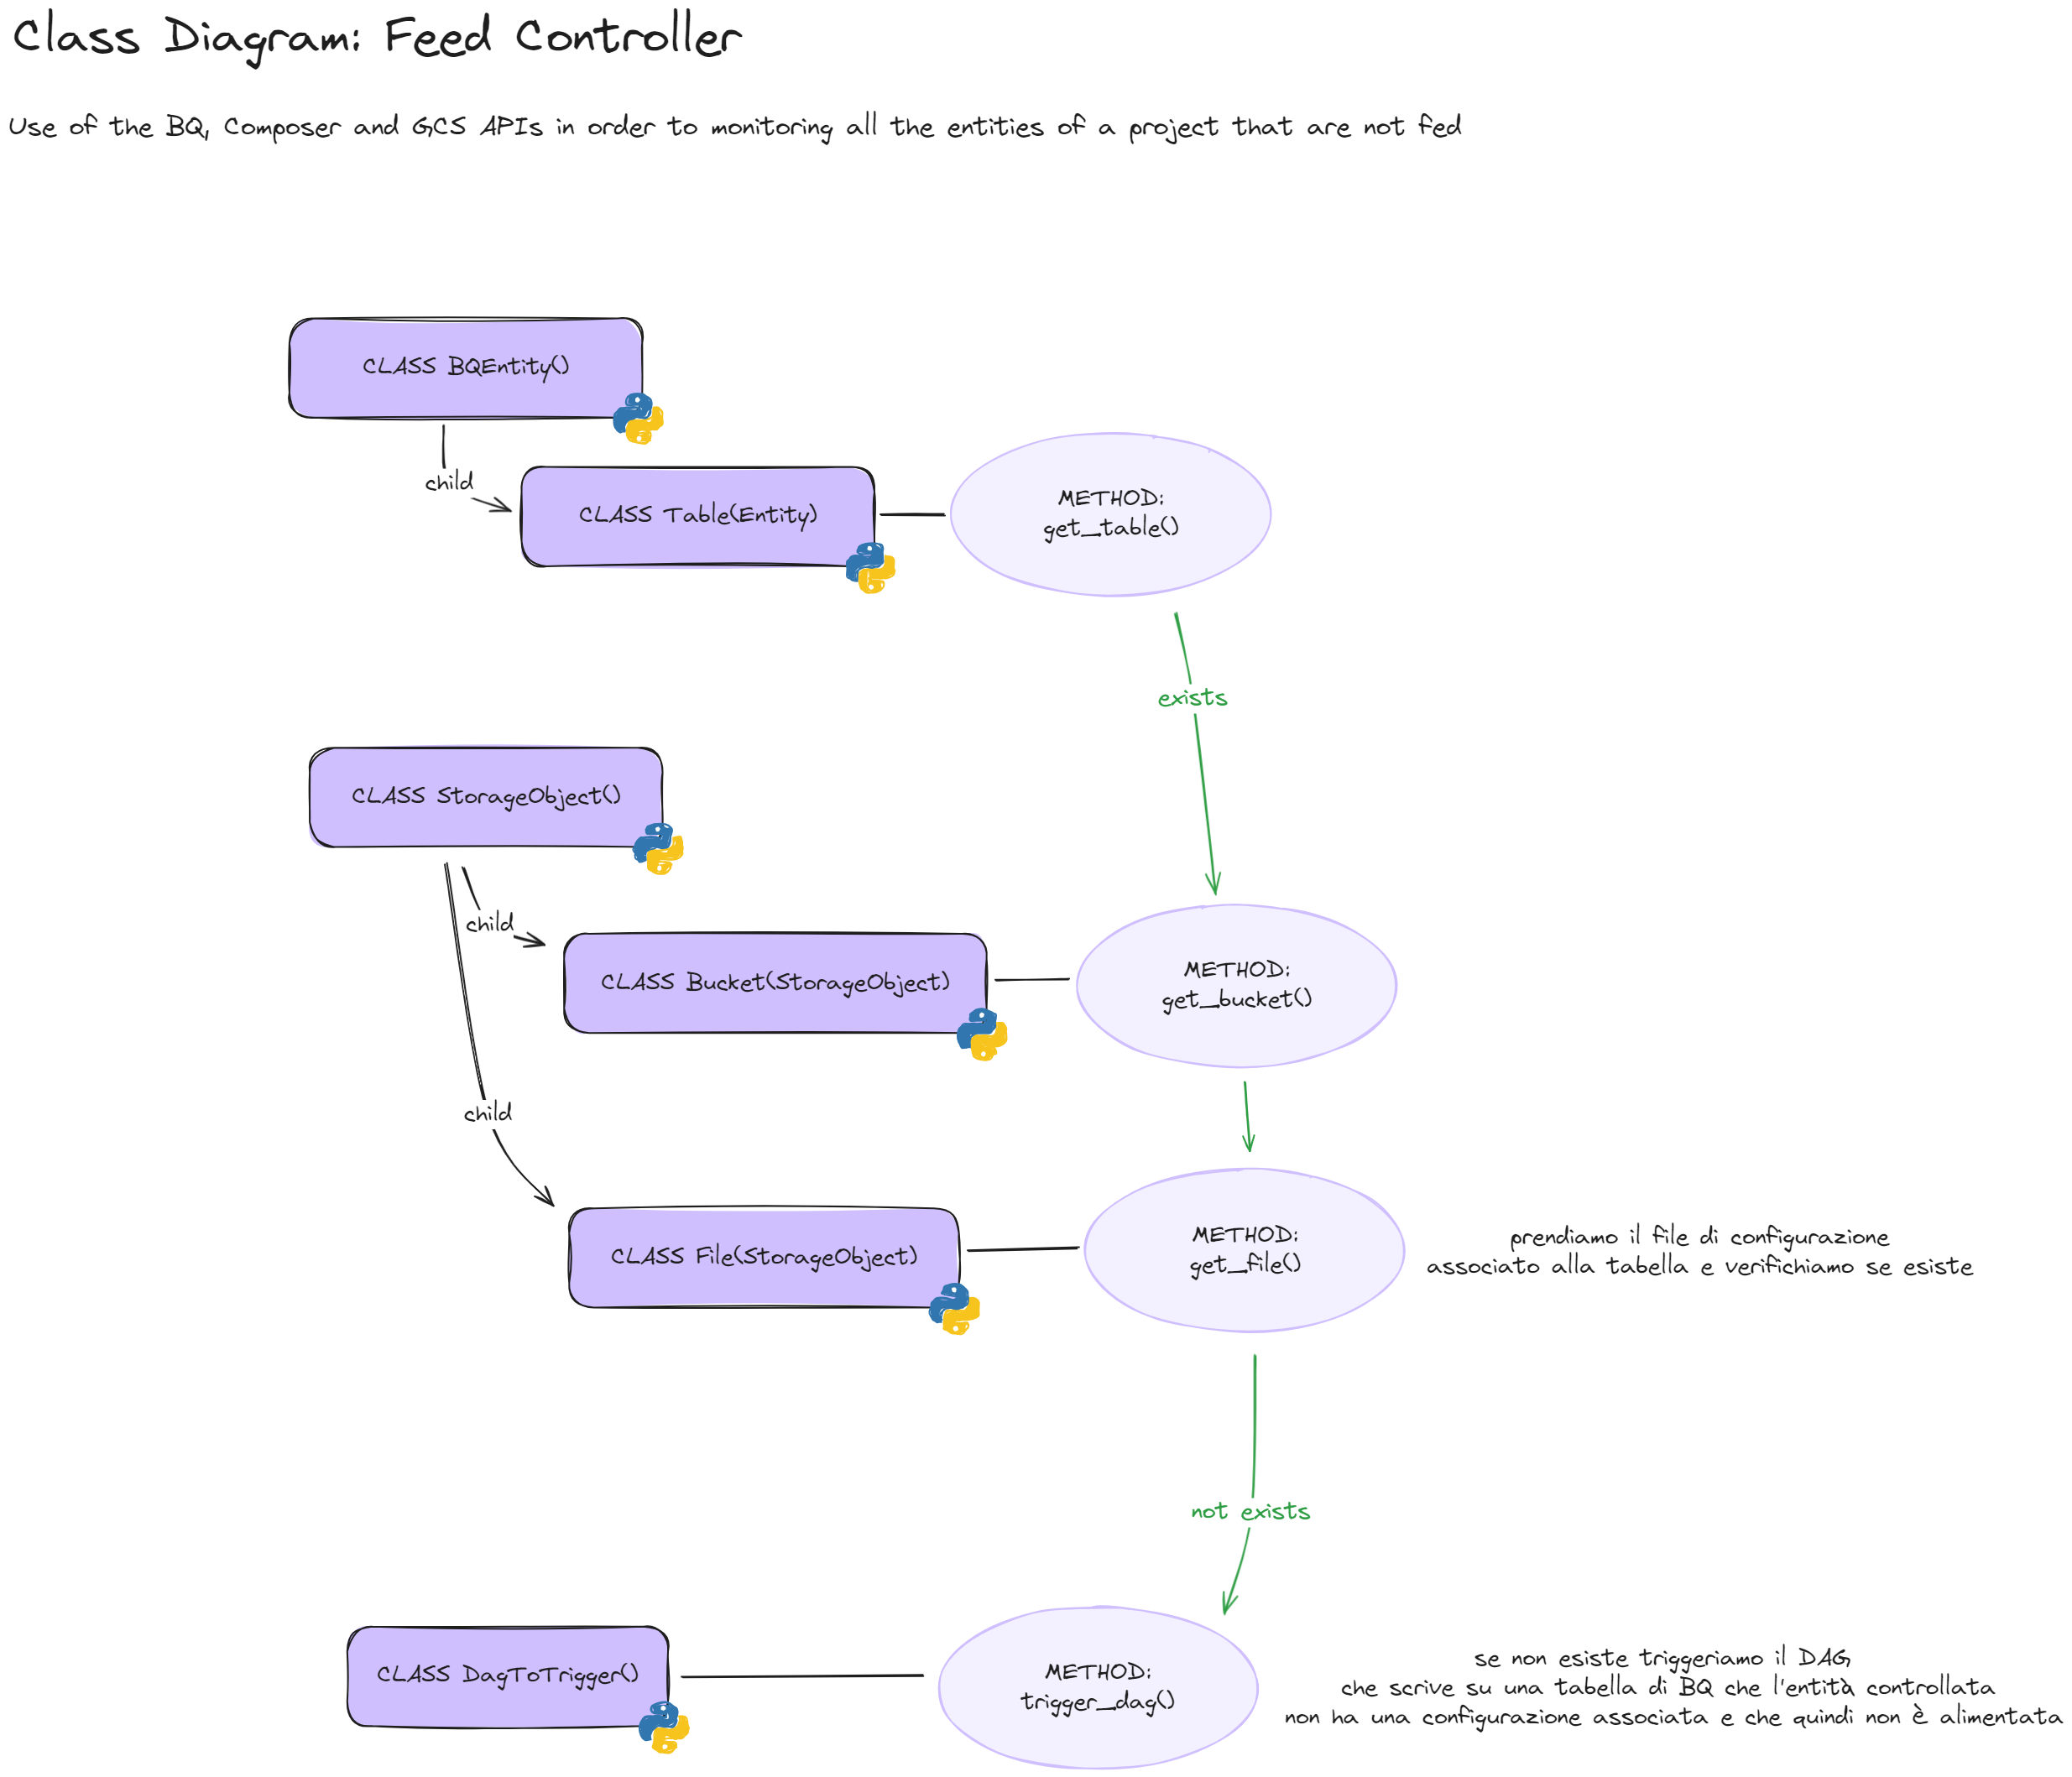 Class Diagram: Feed Controller
Use of the BQ, Composer and GCS APIs in order to monitoring all the entities of a project that are not fed
CLASS BQEntity()
child
CLASS Table(Entity)
METHOD:
get_table()
exists
CLASS StorageObject()
child
CLASS Bucket(StorageObject)
METHOD:
get_bucket()
child
CLASS File(StorageObject)
METHOD:
get_file()
prendiamo il file di configurazione
associato alla tabella e verifichiamo se esiste
not exists
CLASS DagToTrigger()
METHOD:
trigger_dag()
se non esiste triggeriamo il DAG
che scrive su una tabella di BQ che l'entità controllata
non ha una configurazione associata e che quindi non è alimentata